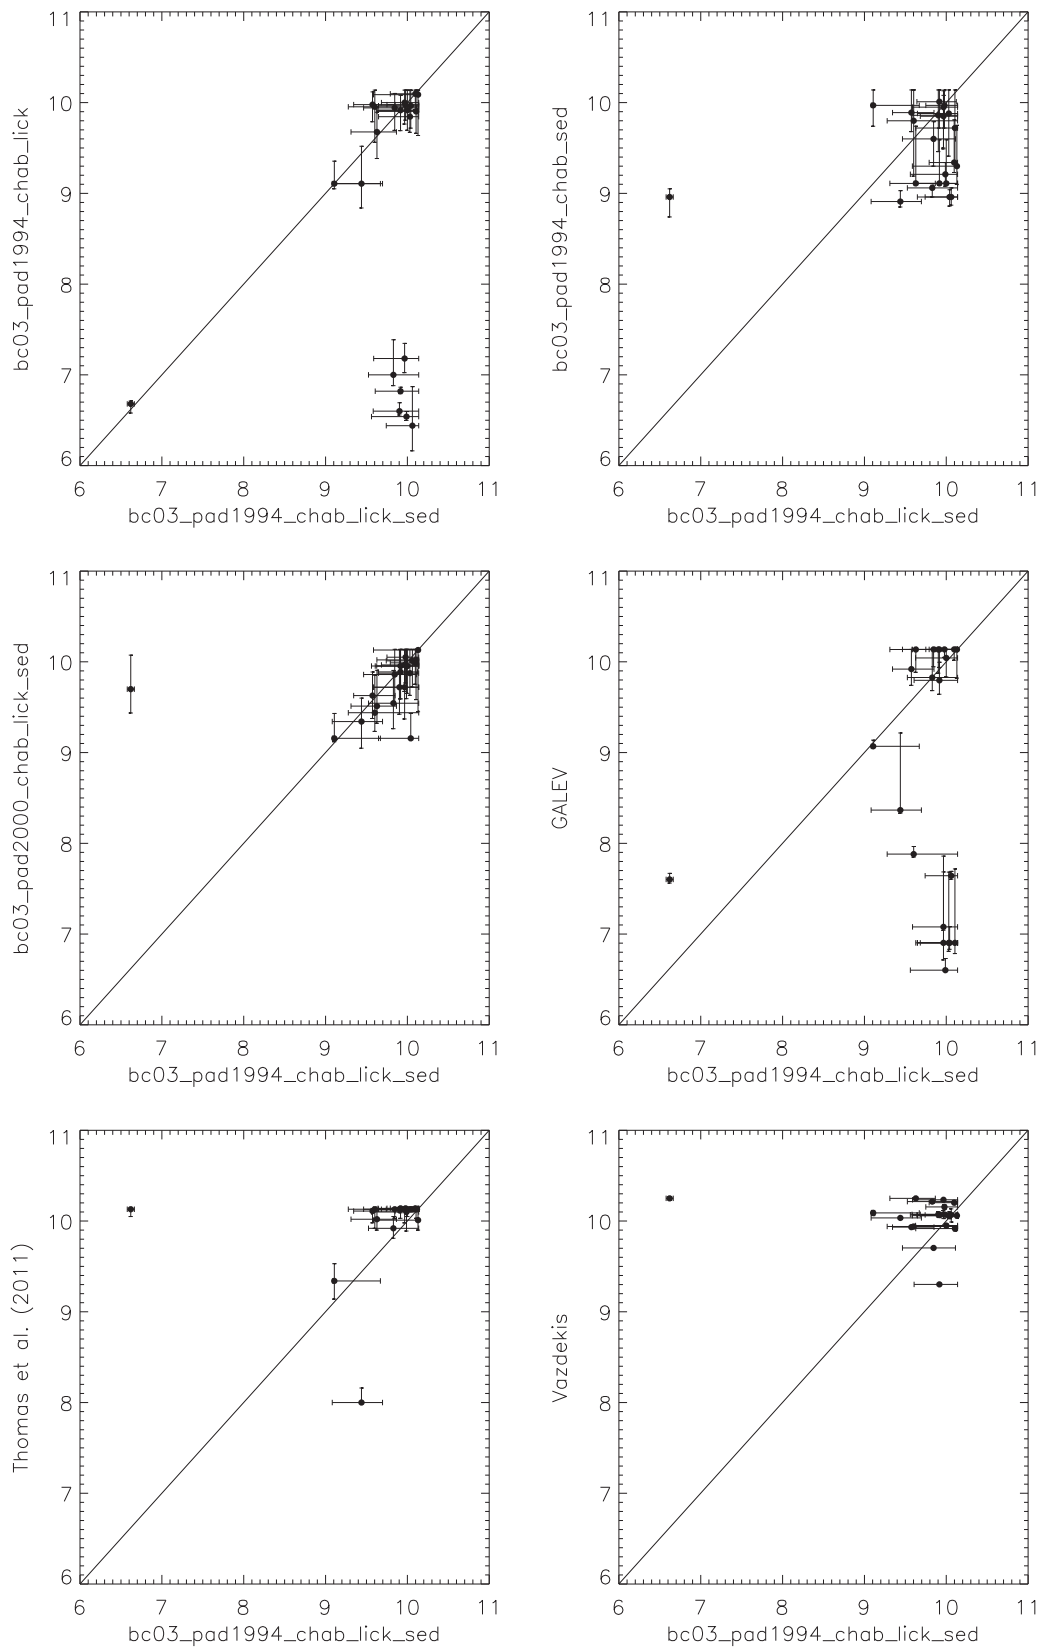 11
10
9
8
7
6
bc03_pad1994_chab_lick
6 7 8 9 10 11
bc03_pad1994_chab_lick_sed
11
10
9
8
7
6
bc03_pad1994_chab_sed
6 7 8 9 10 11
bc03_pad1994_chab_lick_sed
11
10
9
8
7
6
bc03_pad2000_chab_lick_sed
6 7 8 9 10 11
bc03_pad1994_chab_lick_sed
11
10
9
8
7
6
GALEV
6 7 8 9 10 11
bc03_pad1994_chab_lick_sed
11
10
9
8
7
6
Thomas et al. (2011)
6 7 8 9 10 11
bc03_pad1994_chab_lick_sed
11
10
9
8
7
6
Vazdekis
6 7 8 9 10 11
bc03_pad1994_chab_lick_sed